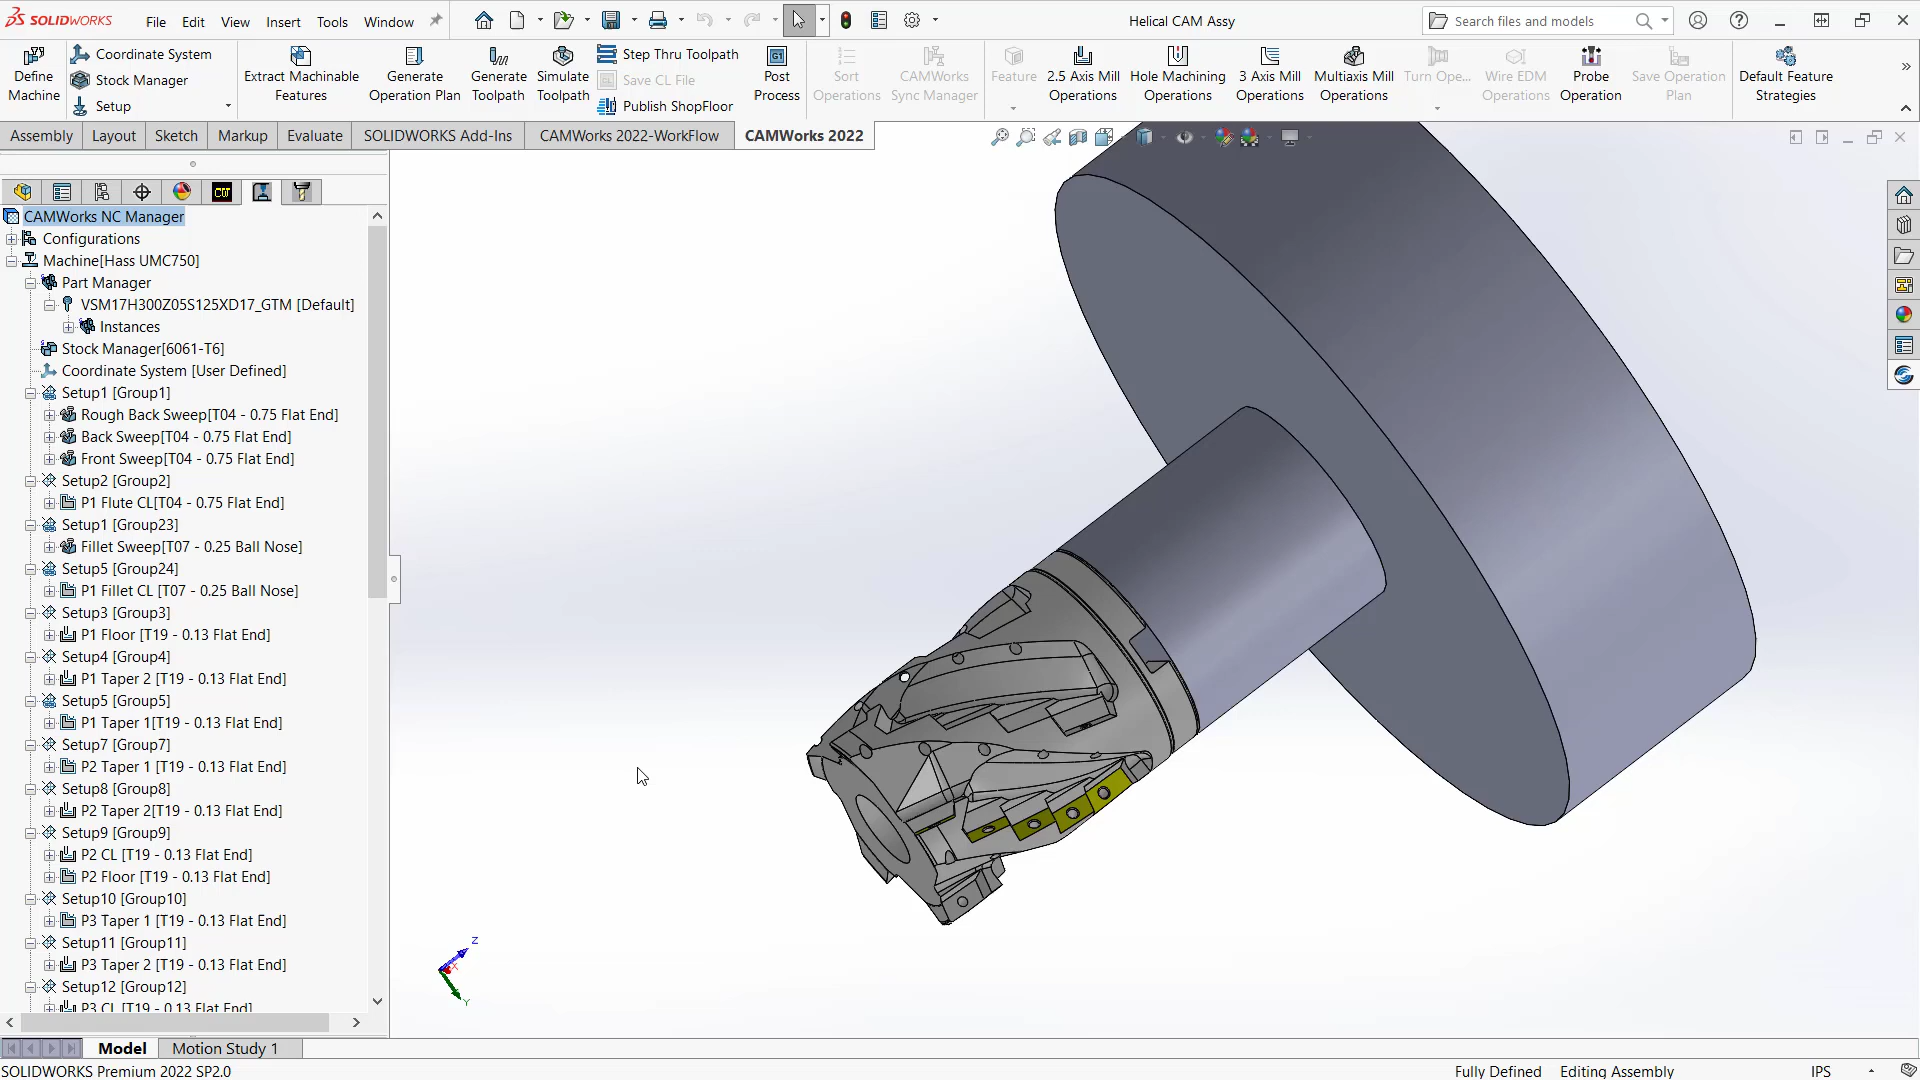 SOLIDWORKS File Edit View Insert Tools Window Helical CAM Assy Search files and models
Define Machine
Coordinate System
Stock Manager
Setup
Extract Machinable Features
Generate Operation Plan
Generate Toolpath
Simulate Toolpath
Step Thru Toolpath
Save CL File
Publish ShopFloor
G1
Post Process
Sort Operations
CAMWorks Sync Manager
Feature
2.5 Axis Mill Operations
Hole Machining Operations
3 Axis Mill Operations
Multiaxis Mill Operations
Turn Ope...
Wire EDM Operations
Probe Operation
Save Operation Plan
Default Feature Strategies
Assembly Layout Sketch Markup Evaluate SOLIDWORKS Add-Ins CAMWorks 2022-WorkFlow CAMWorks 2022
CAMWorks NC Manager
Configurations
Machine[Hass UMC750]
Part Manager
VSM17H300Z05S125XD17_GTM [Default]
Instances
Stock Manager[6061-T6]
Coordinate System [User Defined]
Setup1 [Group1]
Rough Back Sweep[T04 - 0.75 Flat End]
Back Sweep[T04 - 0.75 Flat End]
Front Sweep[T04 - 0.75 Flat End]
Setup2 [Group2]
P1 Flute CL[T04 - 0.75 Flat End]
Setup1 [Group23]
Fillet Sweep[T07 - 0.25 Ball Nose]
Setup5 [Group24]
P1 Fillet CL [T07 - 0.25 Ball Nose]
Setup3 [Group3]
P1 Floor [T19 - 0.13 Flat End]
Setup4 [Group4]
P1 Taper 2 [T19 - 0.13 Flat End]
Setup5 [Group5]
P1 Taper 1[T19 - 0.13 Flat End]
Setup7 [Group7]
P2 Taper 1 [T19 - 0.13 Flat End]
Setup8 [Group8]
P2 Taper 2[T19 - 0.13 Flat End]
Setup9 [Group9]
P2 CL [T19 - 0.13 Flat End]
P2 Floor [T19 - 0.13 Flat End]
Setup10 [Group10]
P3 Taper 1 [T19 - 0.13 Flat End]
Setup11 [Group11]
P3 Taper 2 [T19 - 0.13 Flat End]
Setup12 [Group12]
P3 CL [T19 - 0.13 Flat End]
Z
X
Y
Model Motion Study 1
SOLIDWORKS Premium 2022 SP2.0 Fully Defined Editing Assembly IPS